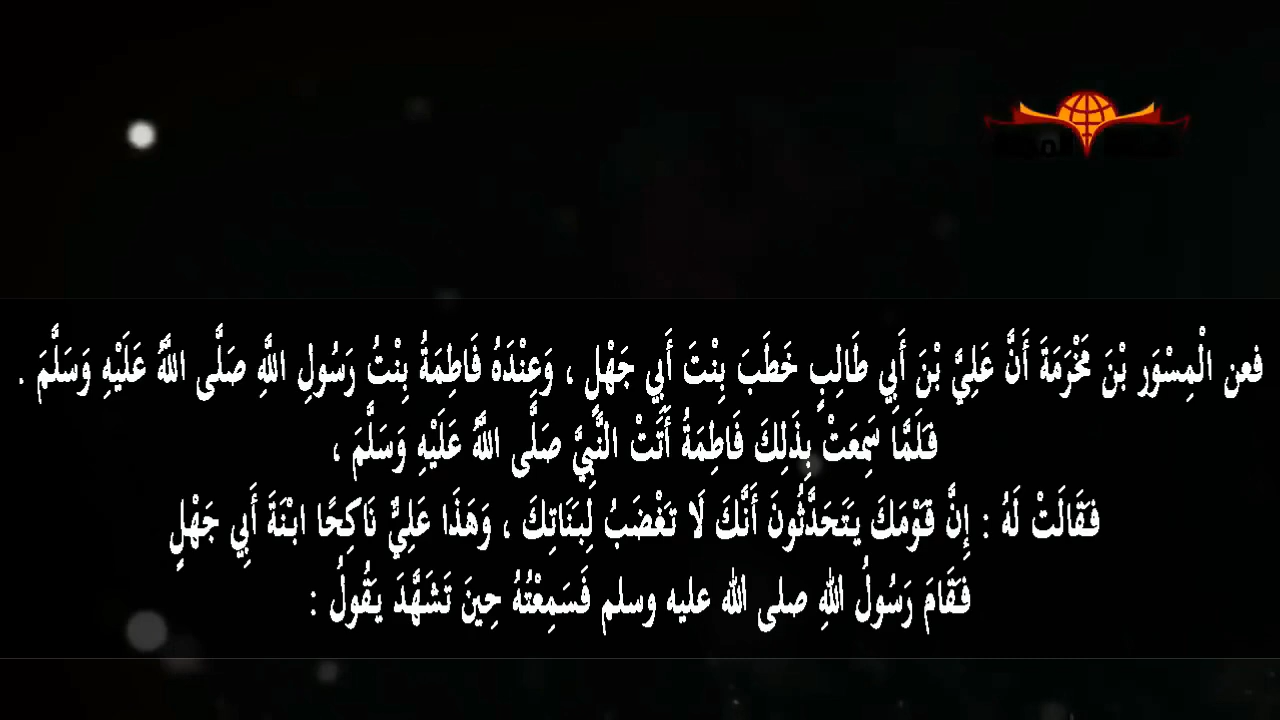 فعن الْمِسْوَر بْنَ مَخْرَمَةَ أَنَّ عَلِيَّ بْنَ أَبِي طَالِبٍ خَطَبَ بِنْتَ أَبِي جَهْلٍ ، وَعِنْدَهُ فَاطِمَةُ بِنْتُ رَسُولِ اللَّهِ صَلَّى اللَّهُ عَلَيْهِ وَسَلَّمَ .
فَلَمَّا سَمِعَتْ بِذَلِكَ فَاطِمَةُ أَتَتْ النَّبِيَّ صَلَّى اللَّهُ عَلَيْهِ وَسَلَّمَ ،
فَقَالَتْ لَهُ : إِنَّ قَوْمَكَ يَتَحَدَّثُونَ أَنَّكَ لَا تَغْضَبُ لِبَنَاتِكَ ، وَهَذَا عَلِيٌّ نَاكِحًا ابْنَةَ أَبِي جَهْلٍ
فَقَامَ رَسُولُ اللهِ صلى الله عليه وسلم فَسَمِعْتُهُ حِينَ تَشَهَّدَ يَقُولُ :